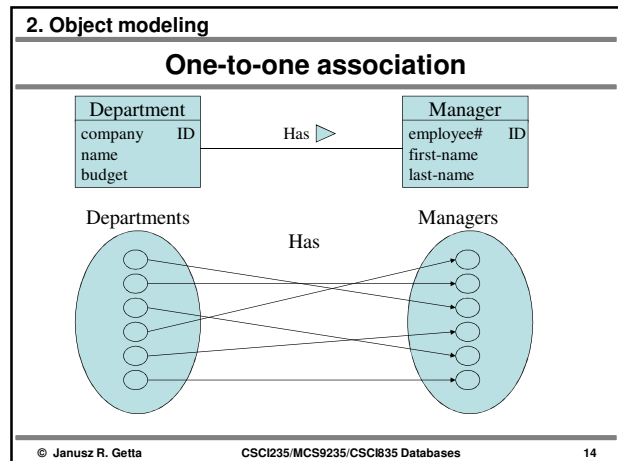 2. Object modeling
One-to-one association
Department
company ID
name
budget
Has
Manager
employee# ID
first-name
last-name
Departments
Has
Managers
© Janusz R. Getta CSCI235/MCS9235/CSCI835 Databases 14